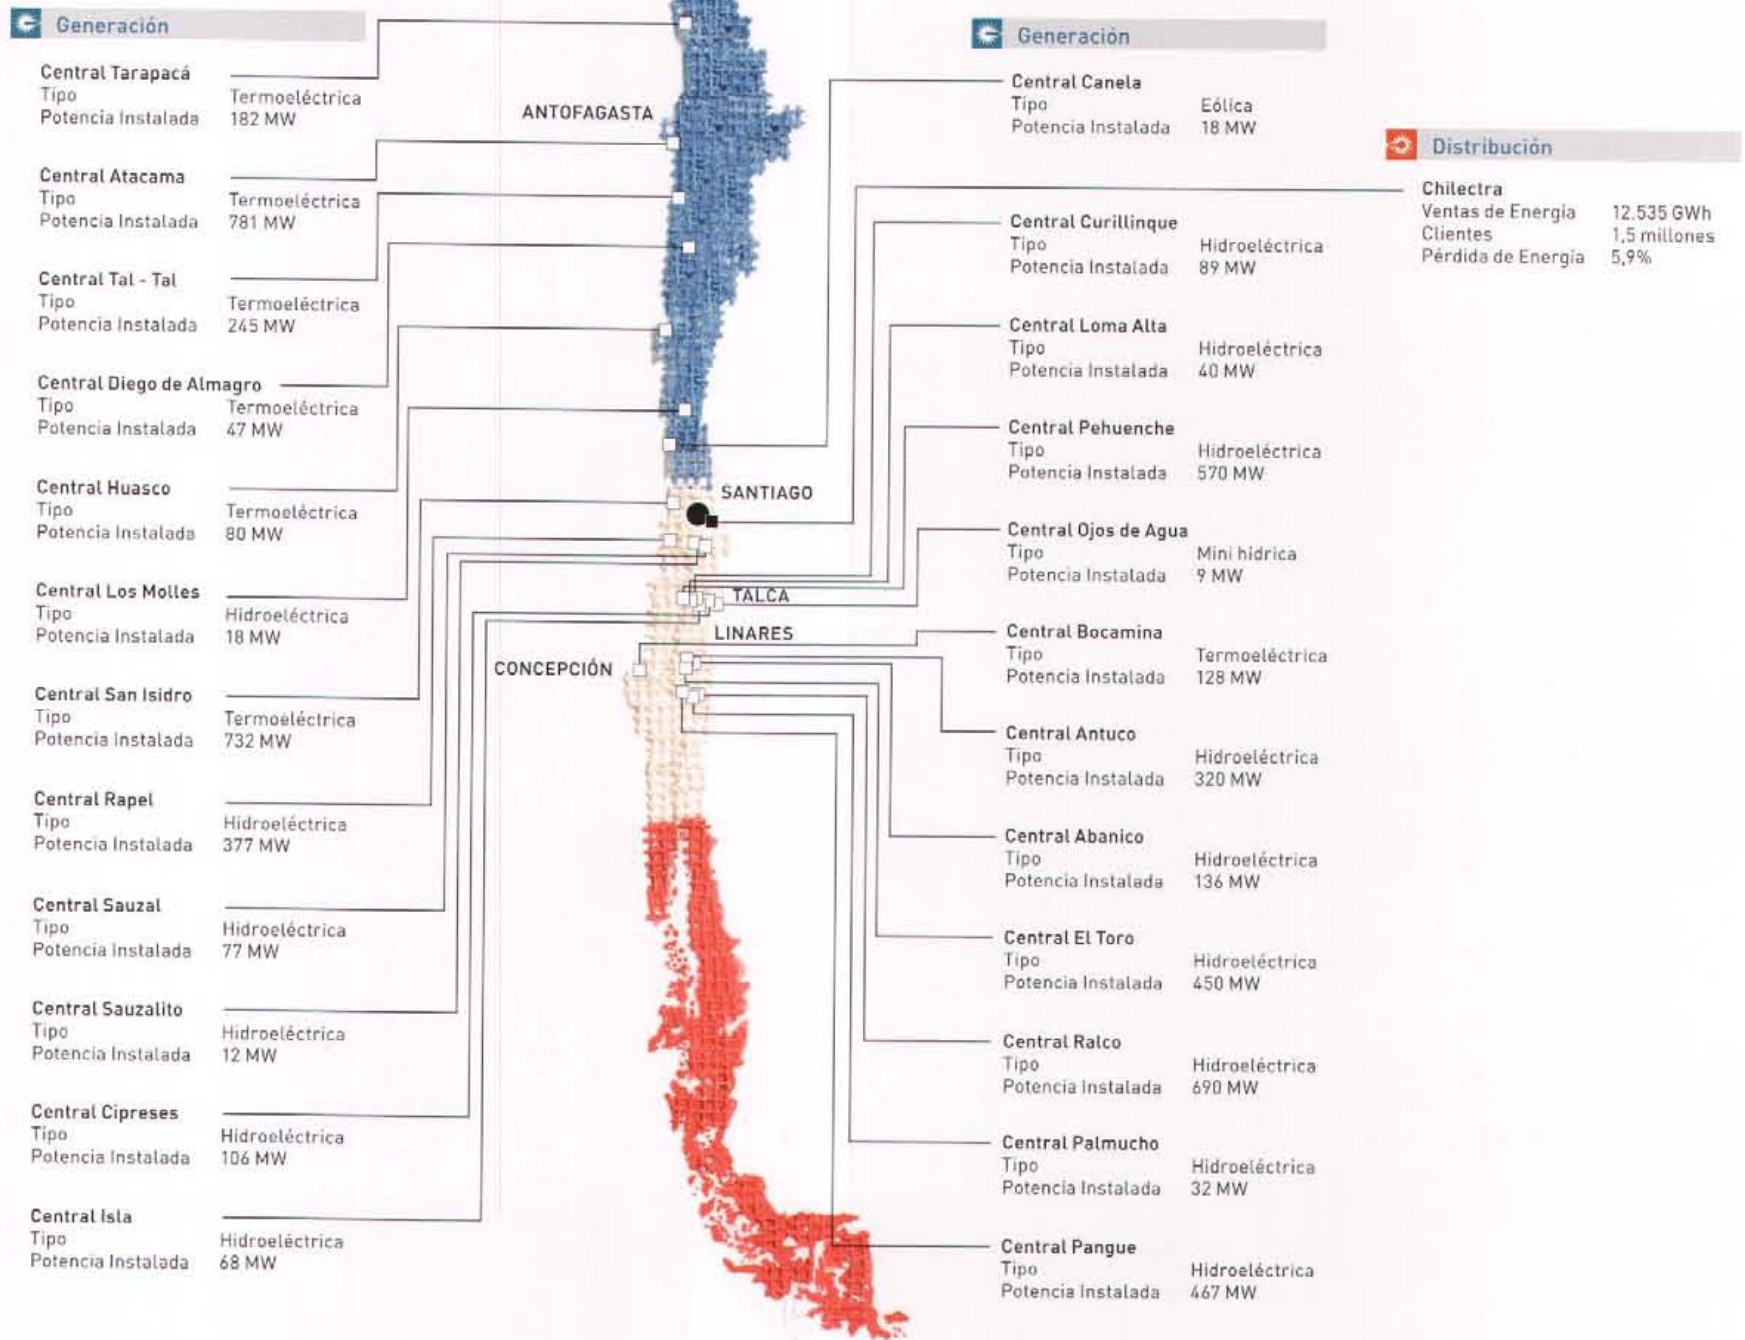 Generación
Central Tarapacá
Tipo Termoeléctrica
Potencia Instalada 182 MW
Central Atacama
Tipo Termoeléctrica
Potencia Instalada 781 MW
Central Tal - Tal
Tipo Termoeléctrica
Potencia Instalada 245 MW
Central Diego de Almagro
Tipo Termoeléctrica
Potencia Instalada 47 MW
Central Huasco
Tipo Termoeléctrica
Potencia Instalada 80 MW
Central Los Molles
Tipo Hidroeléctrica
Potencia Instalada 18 MW
Central San Isidro
Tipo Termoeléctrica
Potencia Instalada 732 MW
Central Rapel
Tipo Hidroeléctrica
Potencia Instalada 377 MW
Central Sauzal
Tipo Hidroeléctrica
Potencia Instalada 77 MW
Central Sauzalito
Tipo Hidroeléctrica
Potencia Instalada 12 MW
Central Cipreses
Tipo Hidroeléctrica
Potencia Instalada 106 MW
Central Isla
Tipo Hidroeléctrica
Potencia Instalada 68 MW
ANTOFAGASTA
SANTIAGO
TALCA
LINARES
CONCEPCIÓN
Generación
Central Canela
Tipo Eólica
Potencia Instalada 18 MW
Central Curillinque
Tipo Hidroeléctrica
Potencia Instalada 89 MW
Central Loma Alta
Tipo Hidroeléctrica
Potencia Instalada 40 MW
Central Pehuenche
Tipo Hidroeléctrica
Potencia Instalada 570 MW
Central Ojos de Agua
Tipo Mini hídrica
Potencia Instalada 9 MW
Central Bocamina
Tipo Termoeléctrica
Potencia Instalada 128 MW
Central Antuco
Tipo Hidroeléctrica
Potencia Instalada 320 MW
Central Abanico
Tipo Hidroeléctrica
Potencia Instalada 136 MW
Central El Toro
Tipo Hidroeléctrica
Potencia Instalada 450 MW
Central Ralco
Tipo Hidroeléctrica
Potencia Instalada 690 MW
Central Palmucho
Tipo Hidroeléctrica
Potencia Instalada 32 MW
Central Pangue
Tipo Hidroeléctrica
Potencia Instalada 467 MW
Distribución
Chilectra
Ventas de Energía 12.535 GWh
Clientes 1,5 millones
Pérdida de Energía 5,9%